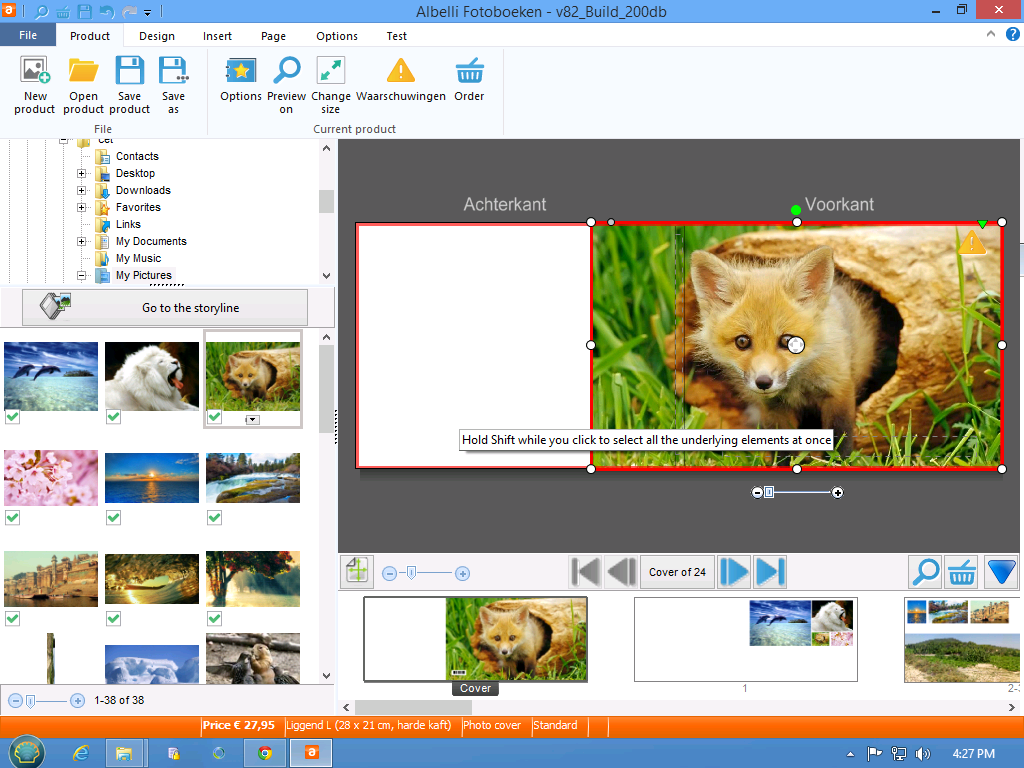 Albelli Fotoboeken - v82_Build_200db
File
Product
Design
Insert
Page
Options
Test
New product
Open product
Save product
Save as
Options
Preview on
Change size
Waarschuwingen
Order
File
Current product
Cet
Contacts
Desktop
Downloads
Favorites
Links
My Documents
My Music
My Pictures
Go to the storyline
Achterkant
Voorkant
Hold Shift while you click to select all the underlying elements at once
Cover of 24
Cover
1
2-3
1-38 of 38
Price € 27,95
Liggend L (28 x 21 cm, harde kaft)
Photo cover
Standard
4:27 PM